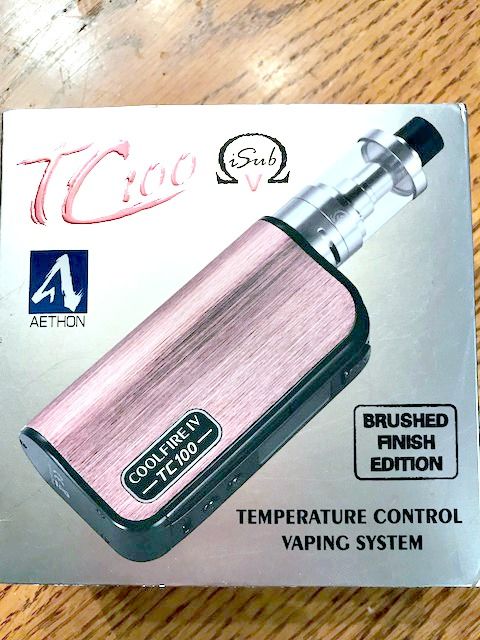 TC100
iSub
V
AETHON
COOLFIRE IV
TC100
BRUSHED
FINISH
EDITION
TEMPERATURE CONTROL
VAPING SYSTEM